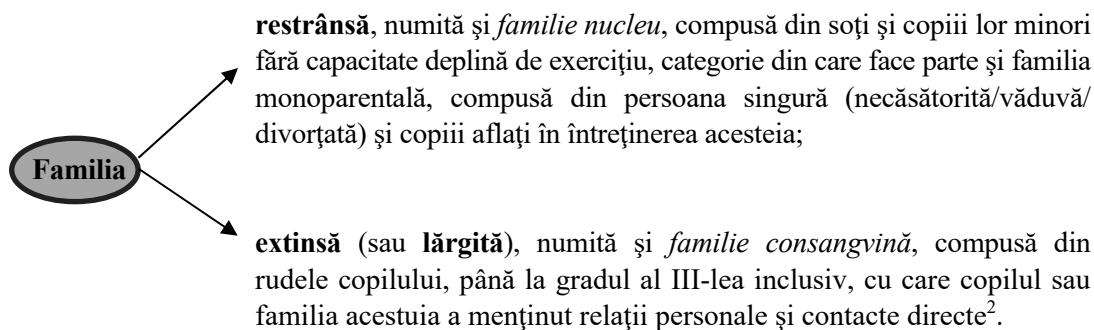 restrânsă, numită şi familie nucleu, compusă din soţi şi copiii lor minori
fără capacitate deplină de exerciţiu, categorie din care face parte şi familia
monoparentală, compusă din persoana singură (necăsătorită/văduvă/
divorţată) şi copiii aflaţi în întreţinerea acesteia;
Familia
extinsă (sau lărgită), numită şi familie consangvină, compusă din
rudele copilului, până la gradul al III-lea inclusiv, cu care copilul sau
familia acestuia a menţinut relaţii personale şi contacte directe².